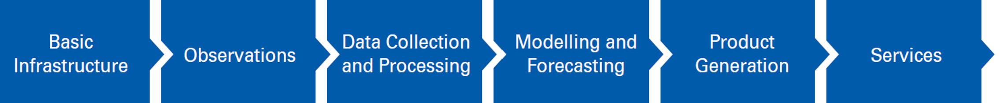 Basic
Infrastructure
Observations
Data Collection
and Processing
Modelling and
Forecasting
Product
Generation
Services